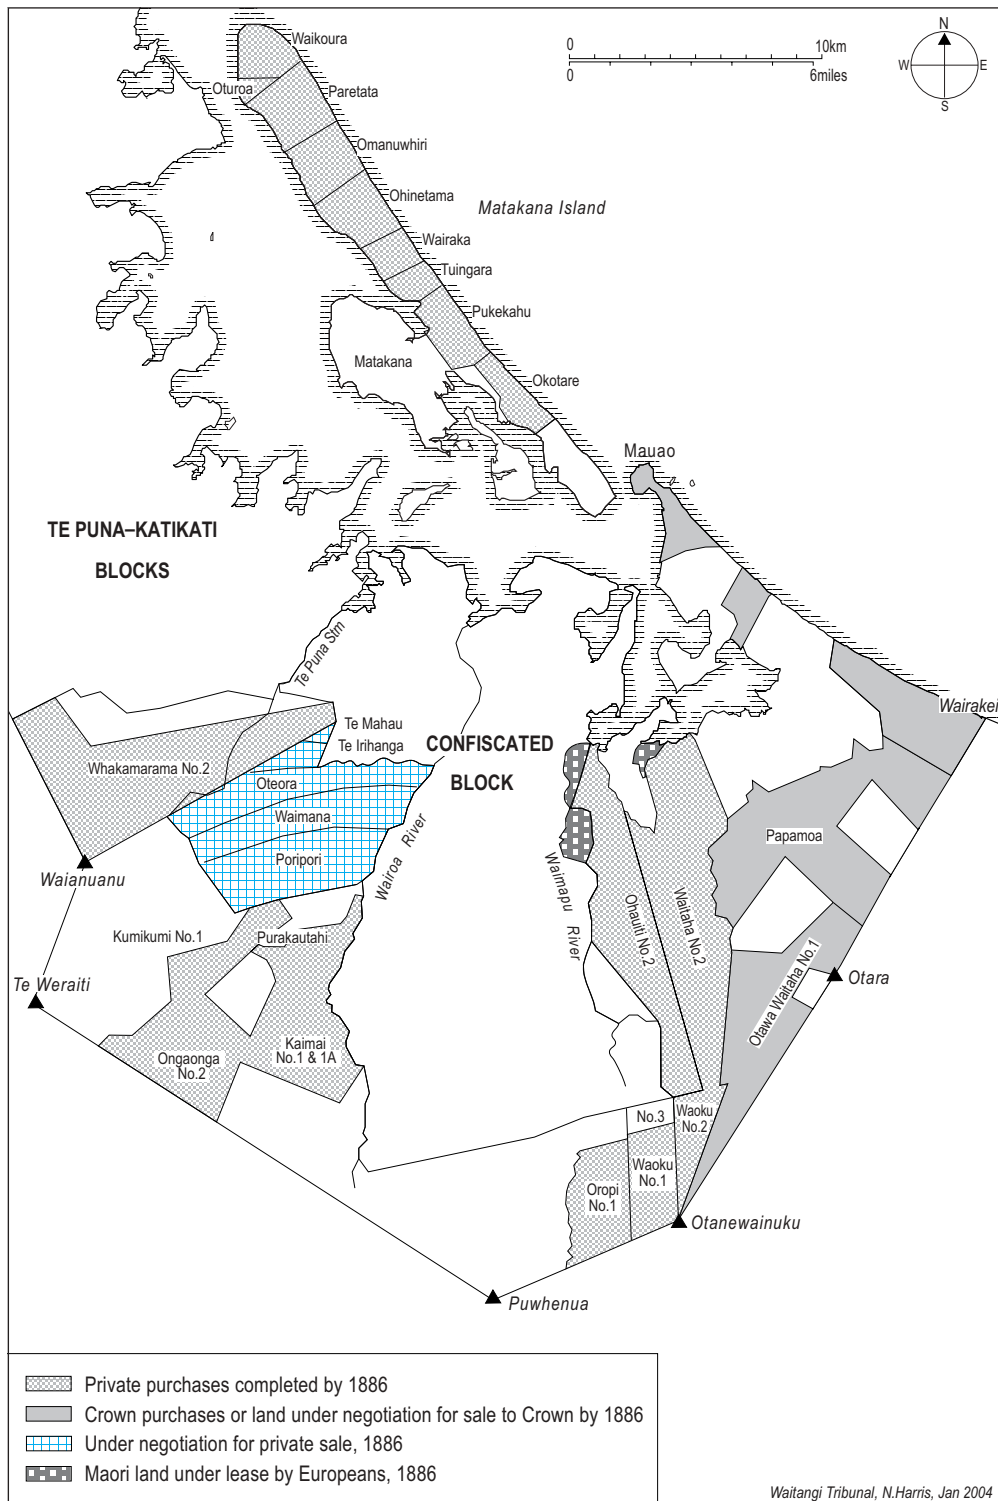 Waikoura
0
10km
0
6miles
N
W
E
S
Oturoa
Paretata
Omanuwhiri
Ohinetama
Matakana Island
Wairaka
Tuingara
Pukekahu
Matakana
Okotare
Mauao
TE PUNA–KATIKATI
BLOCKS
Te Puna Stm
Wairakei
Te Mahau
Te Irihanga
CONFISCATED
BLOCK
Whakamarama No.2
Oteora
Waimana
Poripori
Wairoa River
Waimapu River
Papamoa
Waianuanu
Ohauiti No.2
Waitaha No.2
Kumikumi No.1
Purakautahi
Te Weraiti
Otawa Waitaha No.1
Otara
Ongaonga
No.2
Kaimai
No.1 & 1A
No.3
Waoku
No.2
Waoku
No.1
Oropi
No.1
Otanewainuku
Puwhenua
Private purchases completed by 1886
Crown purchases or land under negotiation for sale to Crown by 1886
Under negotiation for private sale, 1886
Maori land under lease by Europeans, 1886
Waitangi Tribunal, N.Harris, Jan 2004